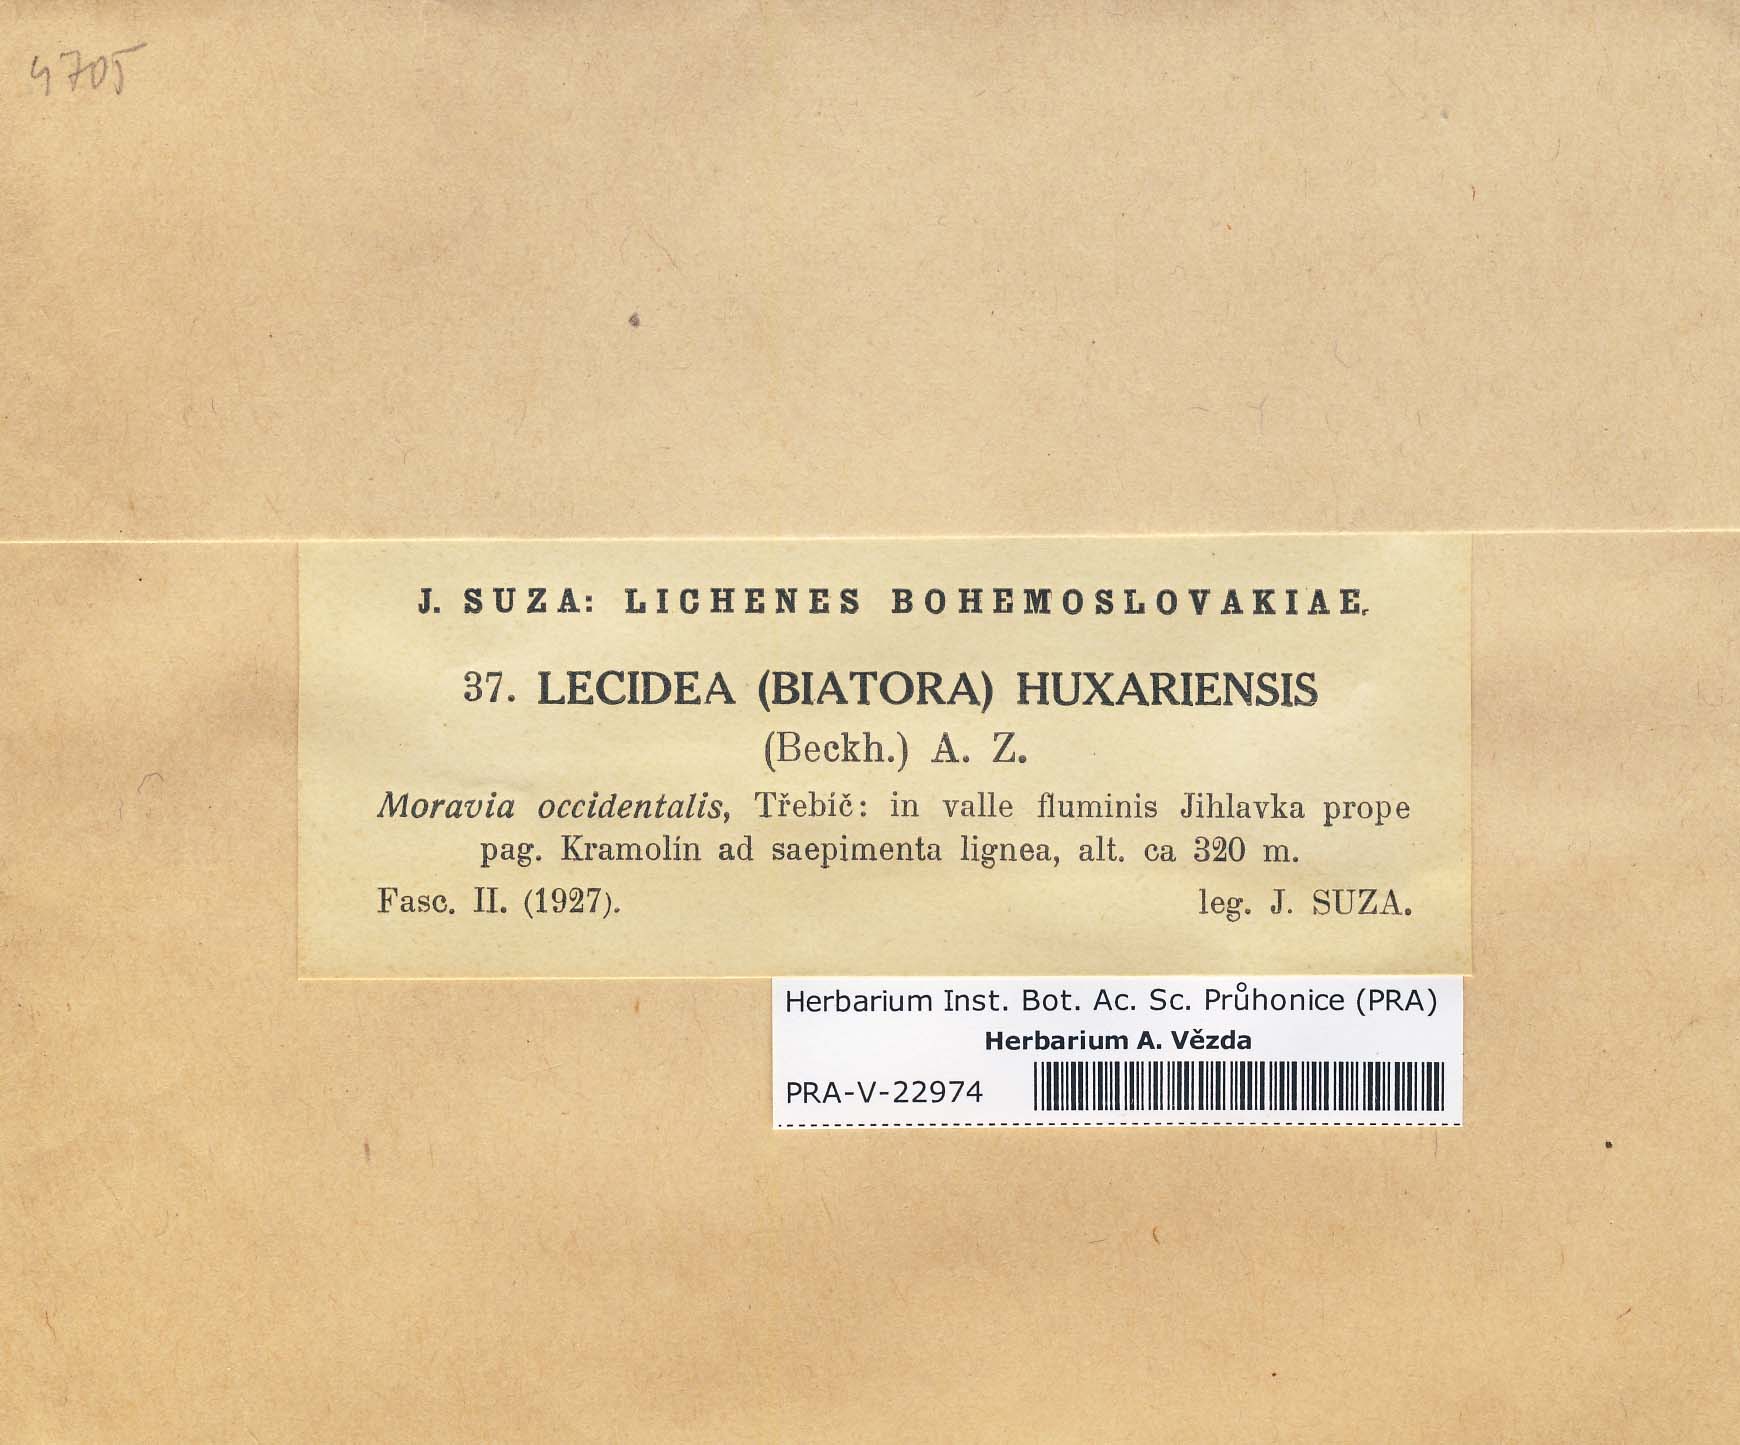 4705
J. SUZA: LICHENES BOHEMOSLOVAKIAE.
37. LECIDEA (BIATORA) HUXARIENSIS
(Beckh.) A. Z.
Moravia occidentalis, Třebíč: in valle fluminis Jihlavka prope
pag. Kramolín ad saepimenta lignea, alt. ca 320 m.
Fasc. II. (1927). leg. J. SUZA.
Herbarium Inst. Bot. Ac. Sc. Průhonice (PRA)
Herbarium A. Vězda
PRA-V-22974